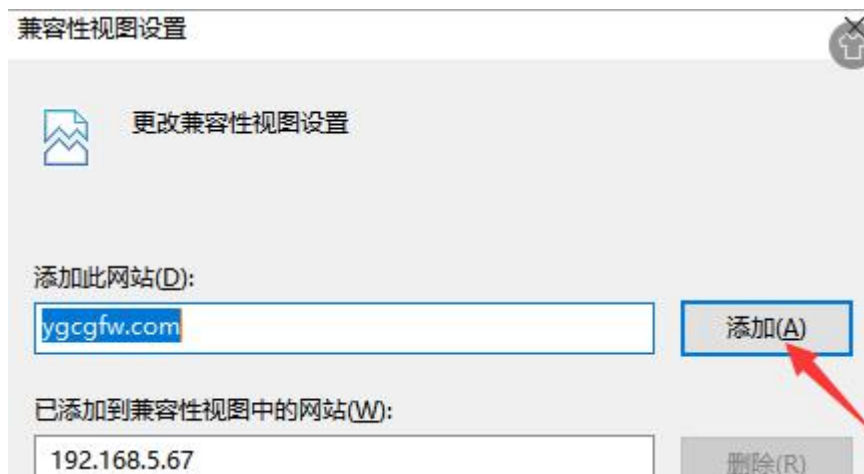 兼容性视图设置
更改兼容性视图设置
添加此网站(D):
ygcgfw.com
添加(A)
已添加到兼容性视图中的网站(W):
192.168.5.67
删除(R)